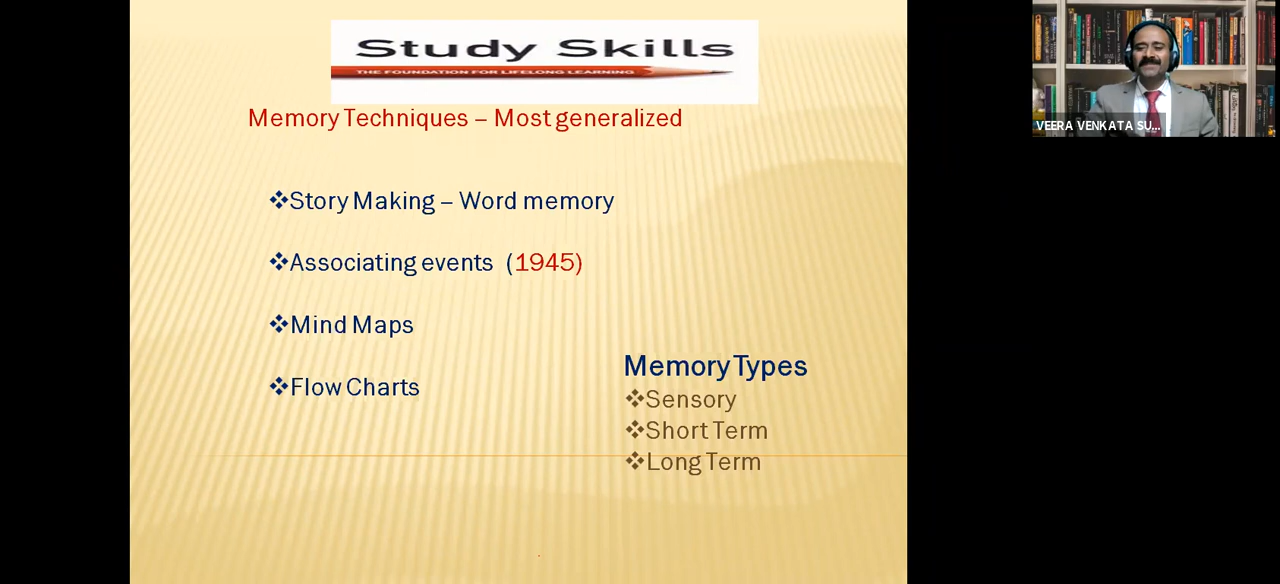 Study Skills
THE FOUNDATION FOR LIFELONG LEARNING
Memory Techniques – Most generalized
❖Story Making – Word memory
❖Associating events (1945)
❖Mind Maps
❖Flow Charts
Memory Types
❖Sensory
❖Short Term
❖Long Term
VEERA VENKATA SU...